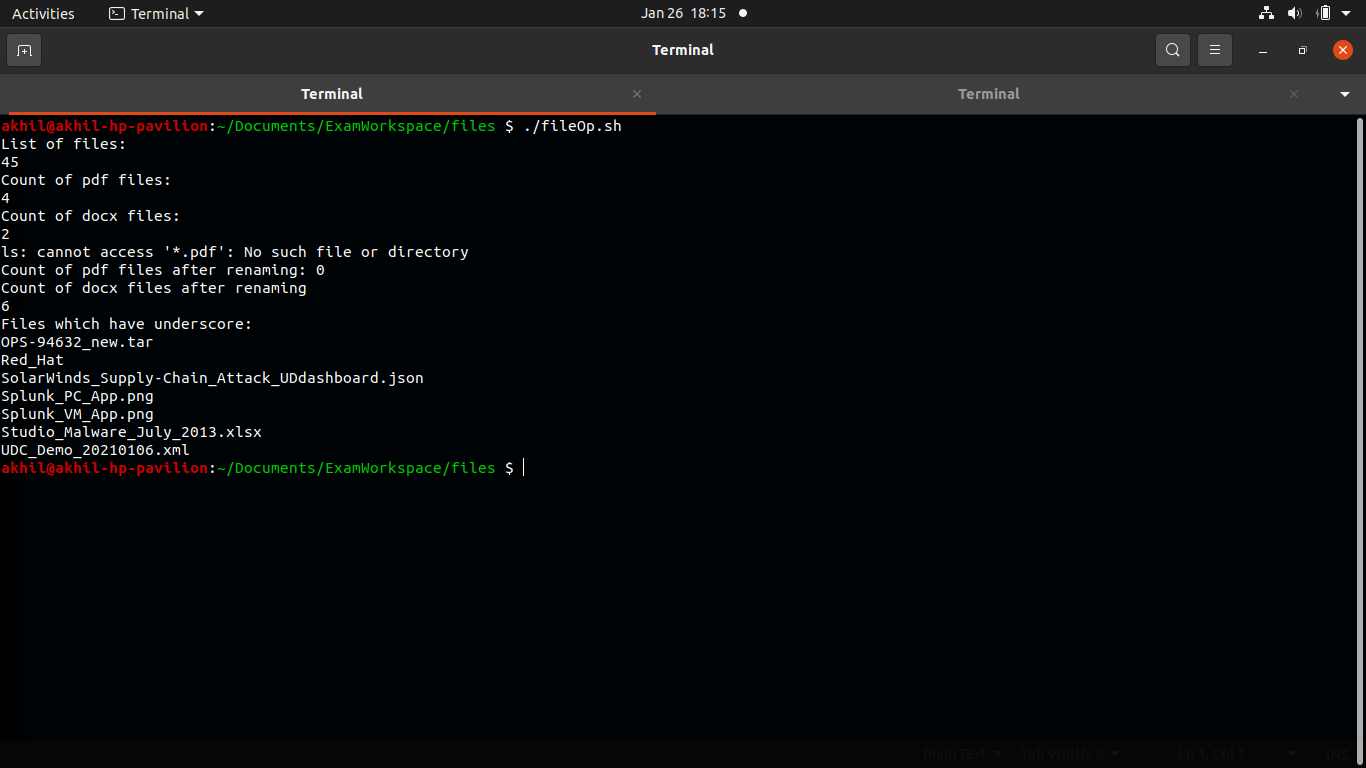 Activities Terminal Jan 26 18:15
Terminal
Terminal Terminal
akhil@akhil-hp-pavilion:~/Documents/ExamWorkspace/files $ ./fileOp.sh
List of files:
45
Count of pdf files:
4
Count of docx files:
2
ls: cannot access '*.pdf': No such file or directory
Count of pdf files after renaming: 0
Count of docx files after renaming
6
Files which have underscore:
OPS-94632_new.tar
Red_Hat
SolarWinds_Supply-Chain_Attack_UDdashboard.json
Splunk_PC_App.png
Splunk_VM_App.png
Studio_Malware_July_2013.xlsx
UDC_Demo_20210106.xml
akhil@akhil-hp-pavilion:~/Documents/ExamWorkspace/files $
Plain Text Tab Width: 8 Ln 1, Col 1 INS